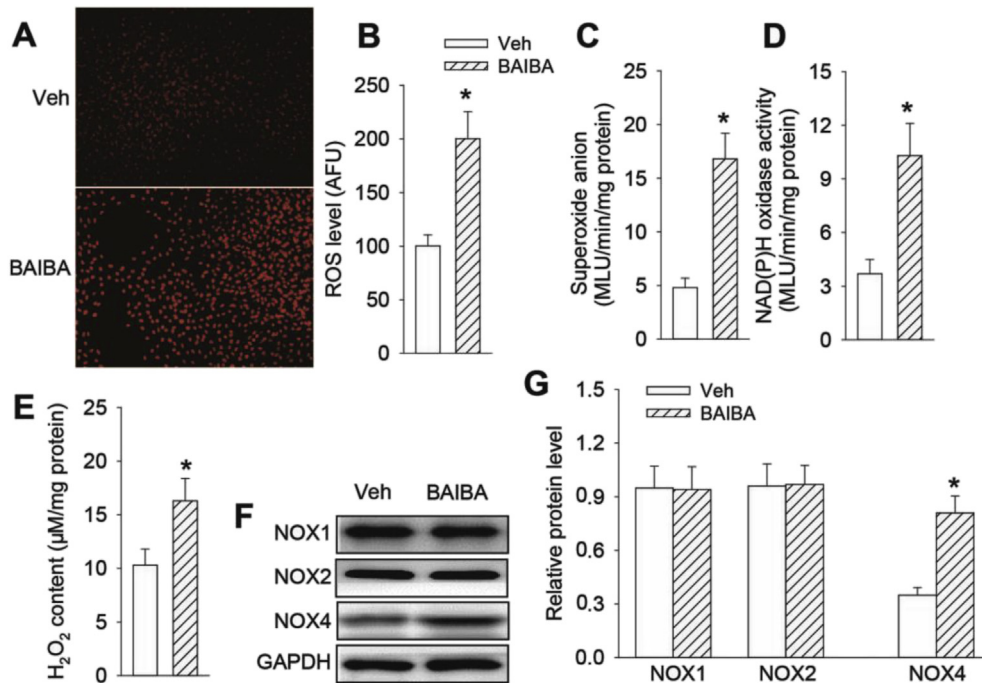 A
Veh
BAIBA
B
Veh
BAIBA
ROS level (AFU)
250
200
150
100
50
0
*
C
Superoxide anion
(MLU/min/mg protein)
25
20
15
10
5
0
*
D
NAD(P)H oxidase activity
(MLU/min/mg protein)
15
12
9
6
3
0
*
E
H₂O₂ content (µM/mg protein)
25
20
15
10
5
0
*
F
Veh BAIBA
NOX1
NOX2
NOX4
GAPDH
G
Veh
BAIBA
Relative protein level
1.5
1.2
0.9
0.6
0.3
0.0
*
NOX1 NOX2 NOX4